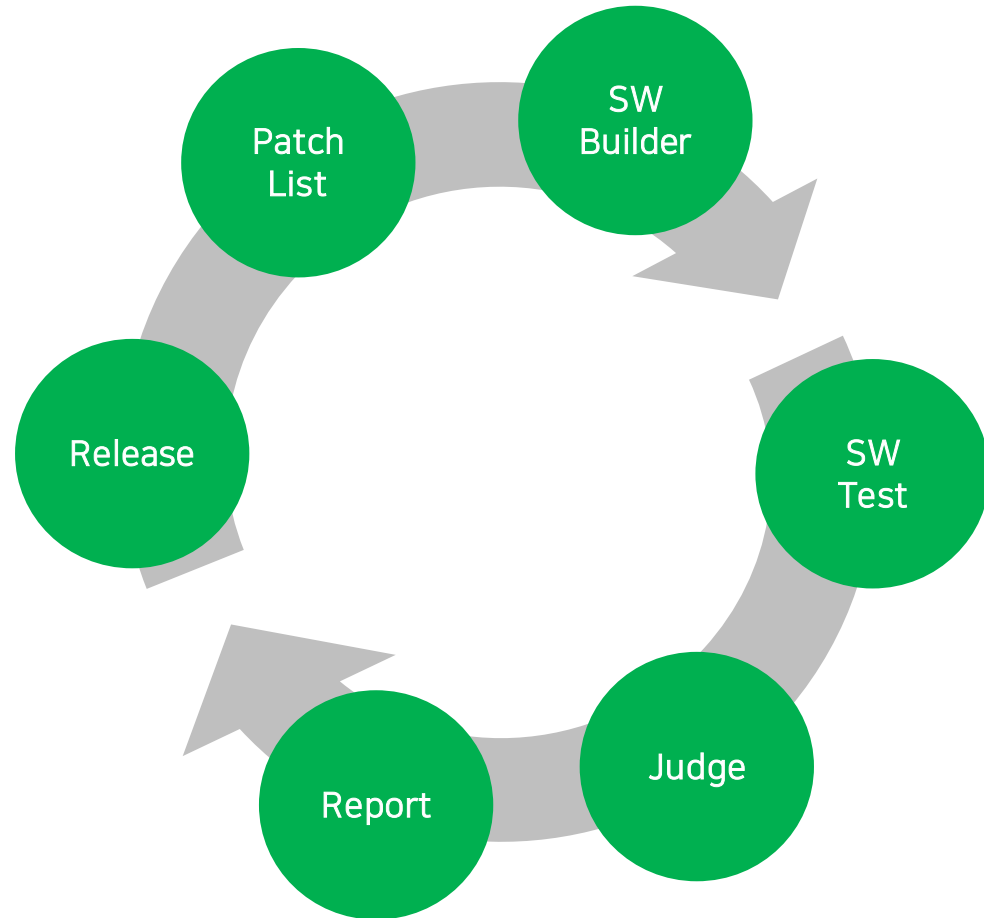 Patch
List
SW
Builder
SW
Test
Judge
Report
Release